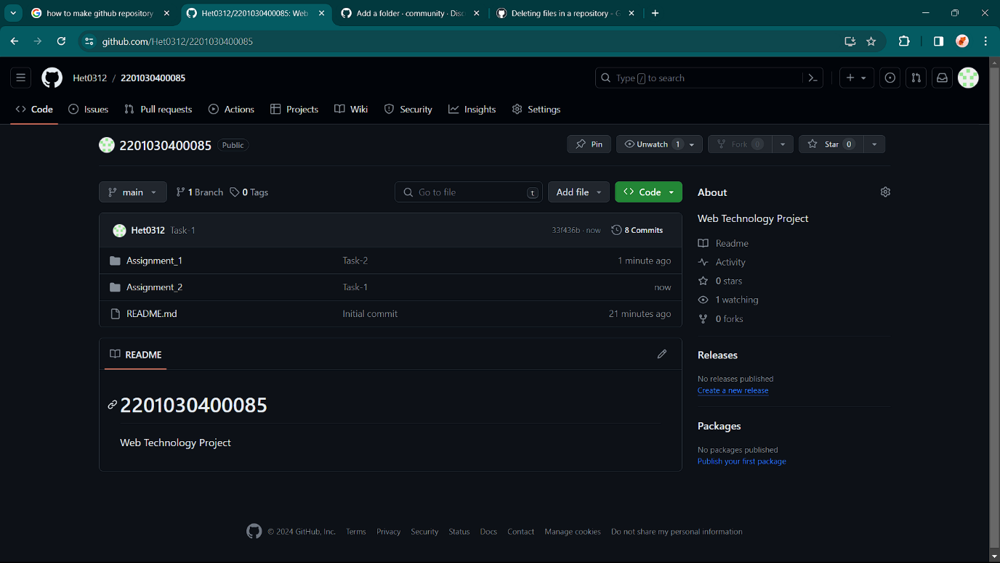 how to make github repository
Het0312/2201030400085: Web
Add a folder · community · Disc
Deleting files in a repository - G
github.com/Het0312/2201030400085
Het0312 / 2201030400085
Type / to search
Code Issues Pull requests Actions Projects Wiki Security Insights Settings
2201030400085 Public
Pin Unwatch 1 Fork 0 Star 0
main 1 Branch 0 Tags Go to file t Add file Code
Het0312 Task-1 33f436b · now 8 Commits
Assignment_1 Task-2 1 minute ago
Assignment_2 Task-1 now
README.md Initial commit 21 minutes ago
README
2201030400085
Web Technology Project
About
Web Technology Project
Readme
Activity
0 stars
1 watching
0 forks
Releases
No releases published
Create a new release
Packages
No packages published
Publish your first package
© 2024 GitHub, Inc. Terms Privacy Security Status Docs Contact Manage cookies Do not share my personal information